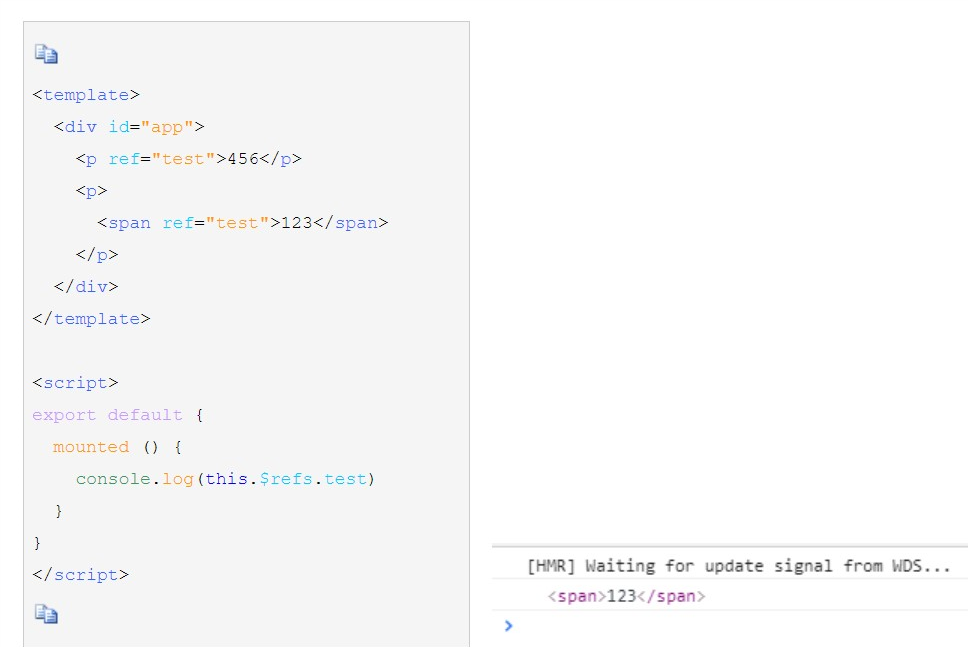 <template>
  <div id="app">
    <p ref="test">456</p>
    <p>
      <span ref="test">123</span>
    </p>
  </div>
</template>
<script>
export default {
  mounted () {
    console.log(this.$refs.test)
  }
}
</script>
[HMR] Waiting for update signal from WDS...
<span>123</span>
>